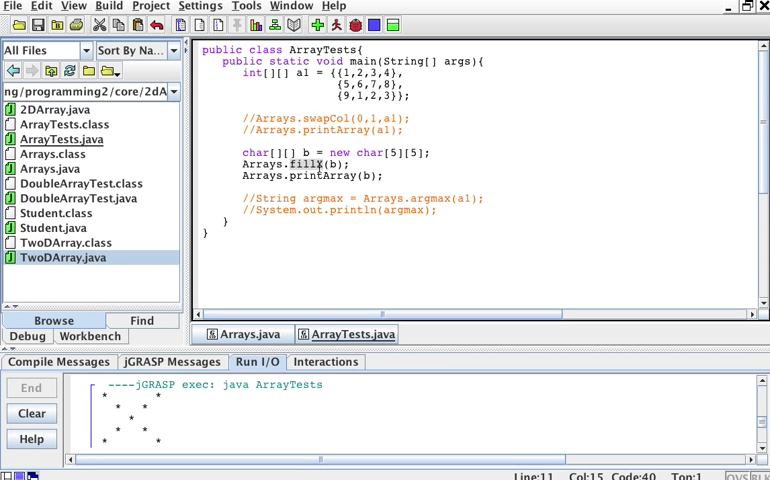 File Edit View Build Project Settings Tools Window Help
All Files Sort By Na...
ng/programming2/core/2dA
2DArray.java
ArrayTests.class
ArrayTests.java
Arrays.class
Arrays.java
DoubleArrayTest.class
DoubleArrayTest.java
Student.class
Student.java
TwoDArray.class
TwoDArray.java
Browse Find
Debug Workbench
public class ArrayTests{
public static void main(String[] args){
int[][] a1 = {{1,2,3,4},
{5,6,7,8},
{9,1,2,3}};
//Arrays.swapCol(0,1,a1);
//Arrays.printArray(a1);
char[][] b = new char[5][5];
Arrays.fillX(b);
Arrays.printArray(b);
//String argmax = Arrays.argmax(a1);
//System.out.println(argmax);
}
}
Arrays.java ArrayTests.java
Compile Messages jGRASP Messages Run I/O Interactions
End
Clear
Help
----jGRASP exec: java ArrayTests
* *
* *
*
* *
* *
Line:11 Col:15 Code:40 Top:1 OVS BLK